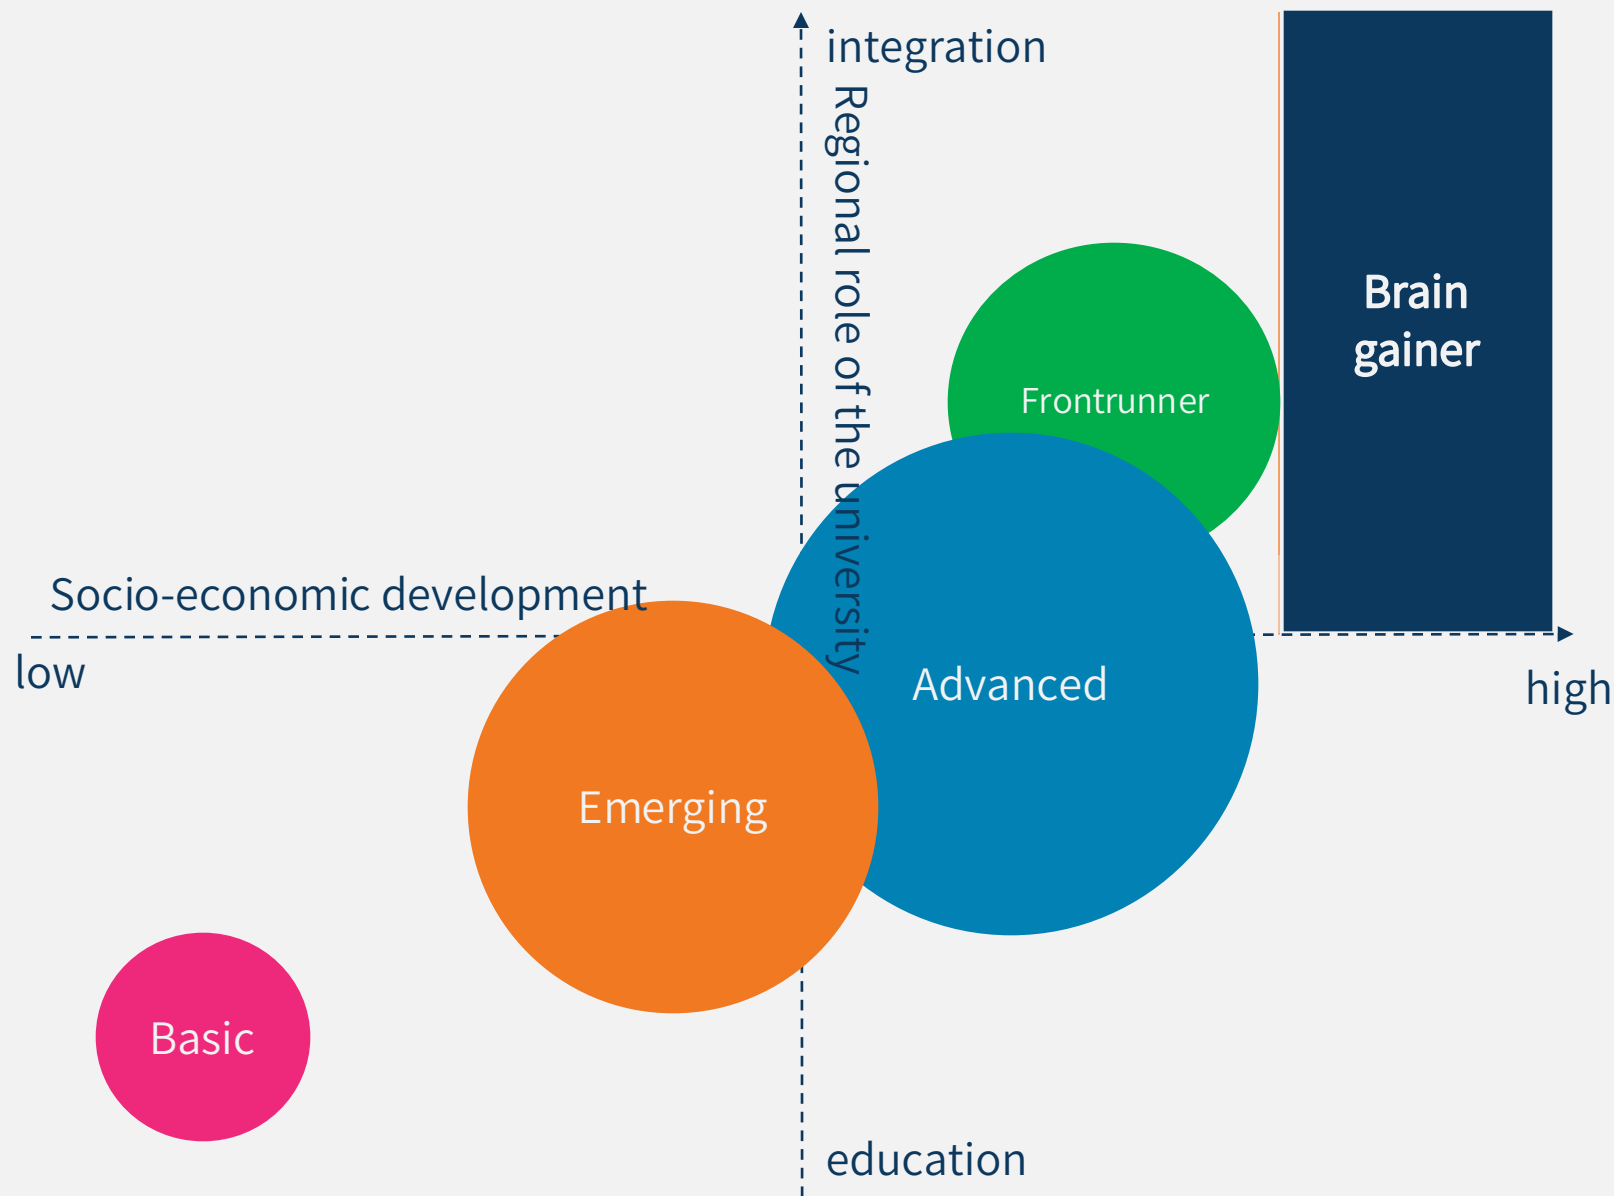 integration
Regional role of the university
Brain
gainer
Frontrunner
Socio-economic development
low
high
Advanced
Emerging
Basic
education